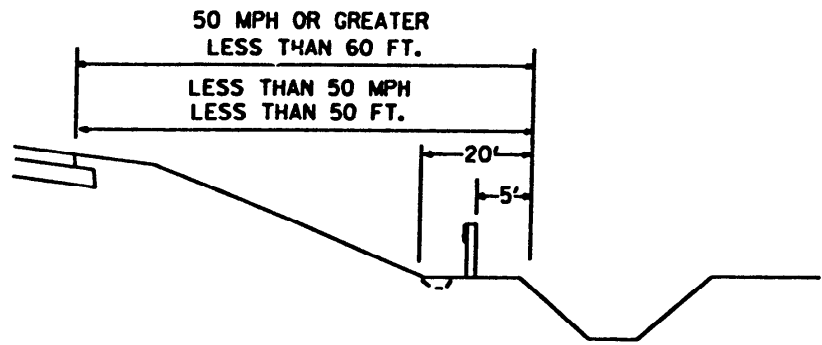 50 MPH OR GREATER
LESS THAN 60 FT.
LESS THAN 50 MPH
LESS THAN 50 FT.
20'
5'